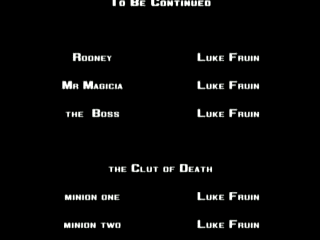 To Be Continued
Rodney Luke Fruin
Mr Magicia Luke Fruin
the Boss Luke Fruin
the Clut of Death
minion one Luke Fruin
minion two Luke Fruin